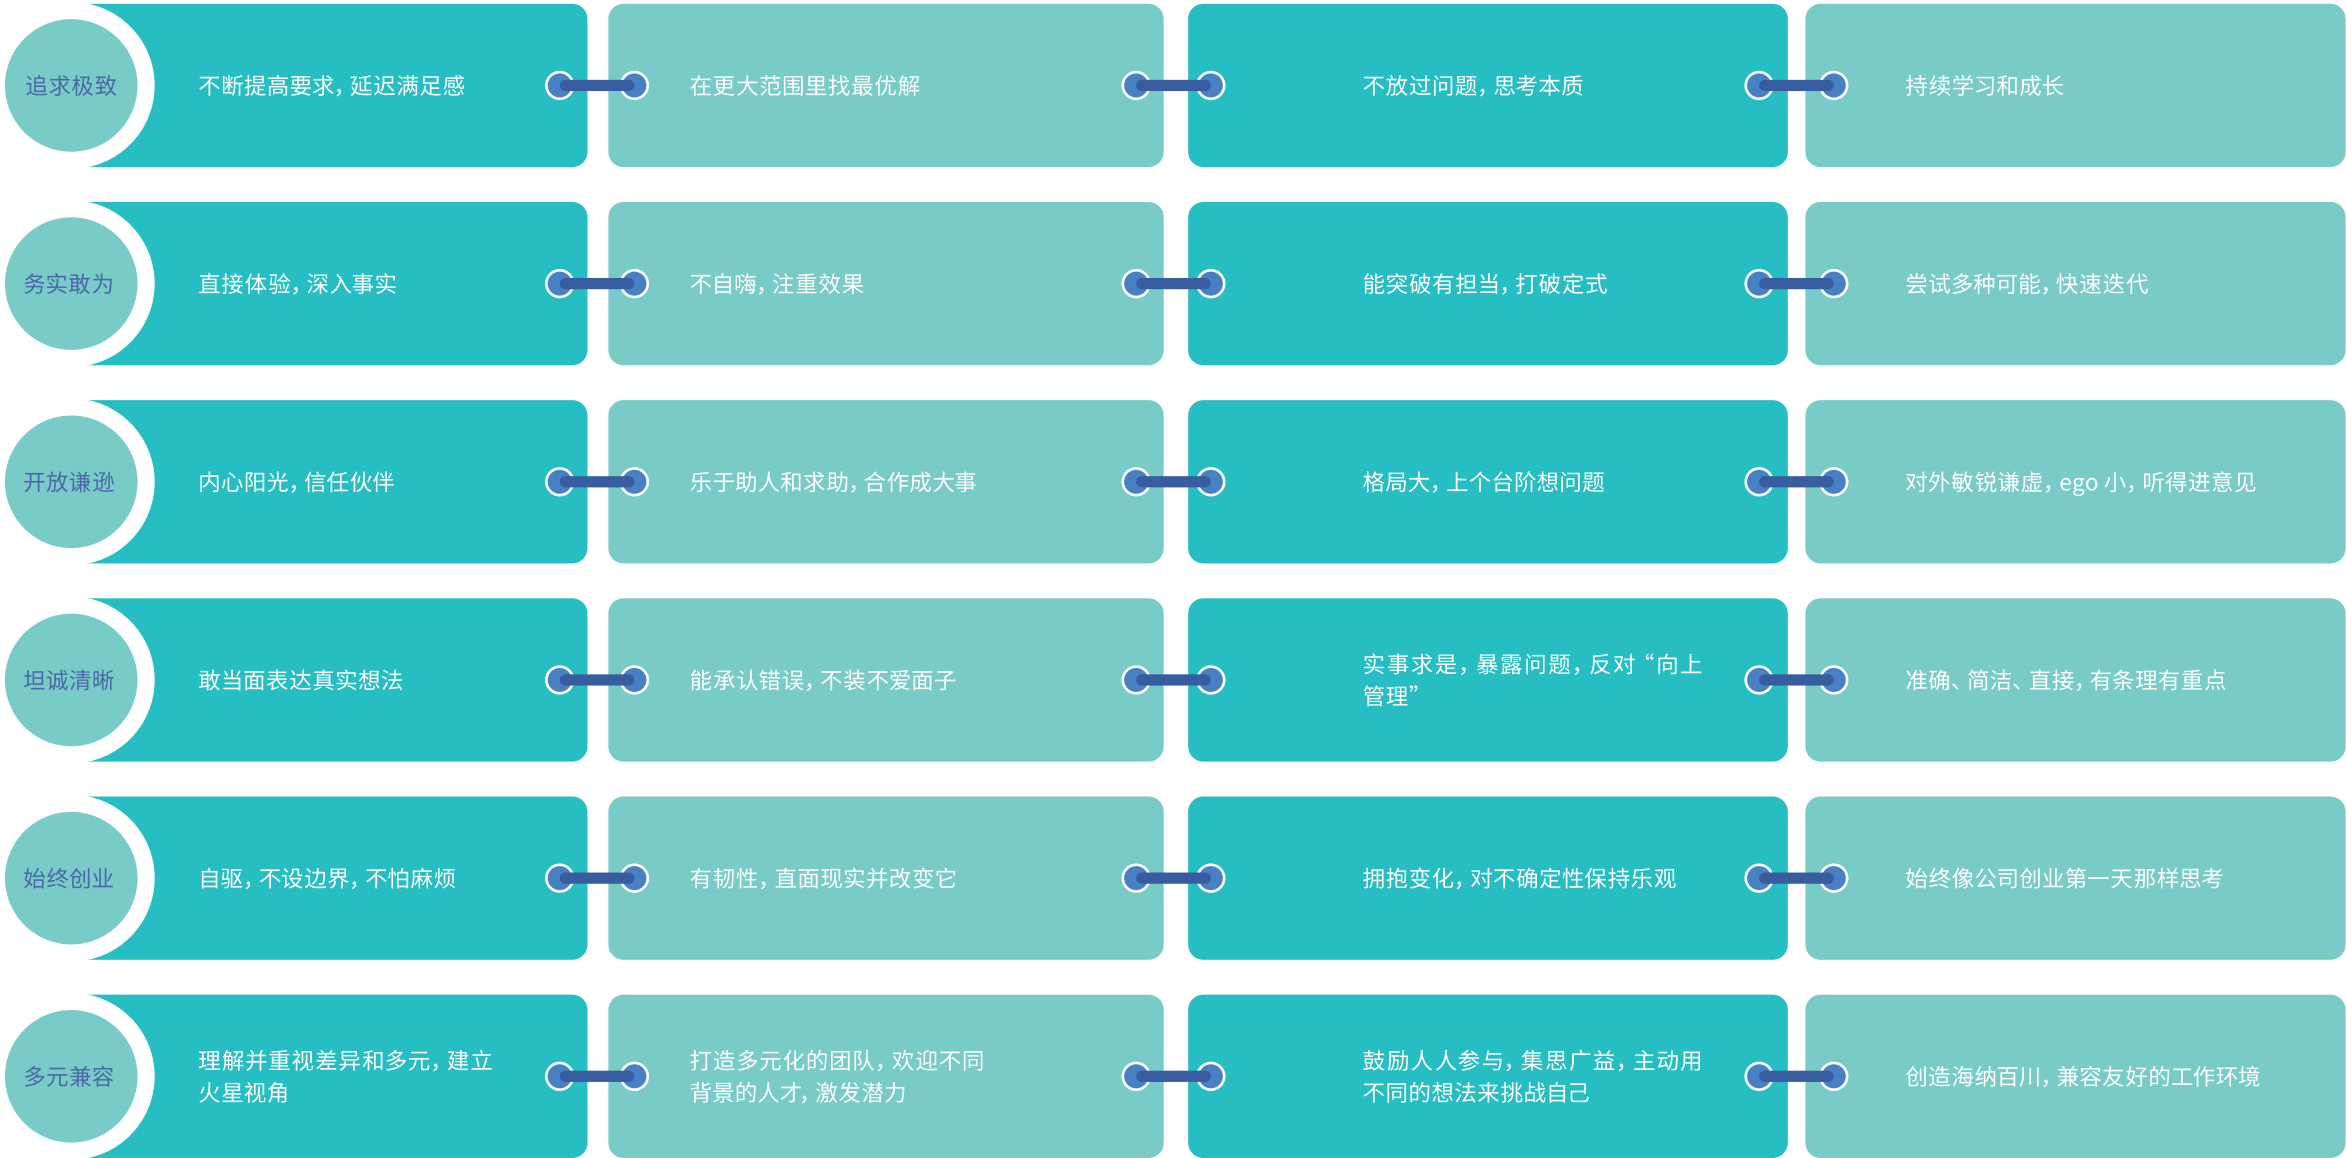 追求极致
不断提高要求，延迟满足感
在更大范围里找最优解
不放过问题，思考本质
持续学习和成长
务实敢为
直接体验，深入事实
不自嗨，注重效果
能突破有担当，打破定式
尝试多种可能，快速迭代
开放谦逊
内心阳光，信任伙伴
乐于助人和求助，合作成大事
格局大，上个台阶想问题
对外敏锐谦虚，ego 小，听得进意见
坦诚清晰
敢当面表达真实想法
能承认错误，不装不爱面子
实事求是，暴露问题，反对“向上
管理”
准确、简洁、直接，有条理有重点
始终创业
自驱，不设边界，不怕麻烦
有韧性，直面现实并改变它
拥抱变化，对不确定性保持乐观
始终像公司创业第一天那样思考
多元兼容
理解并重视差异和多元，建立
火星视角
打造多元化的团队，欢迎不同
背景的人才，激发潜力
鼓励人人参与，集思广益，主动用
不同的想法来挑战自己
创造海纳百川，兼容友好的工作环境